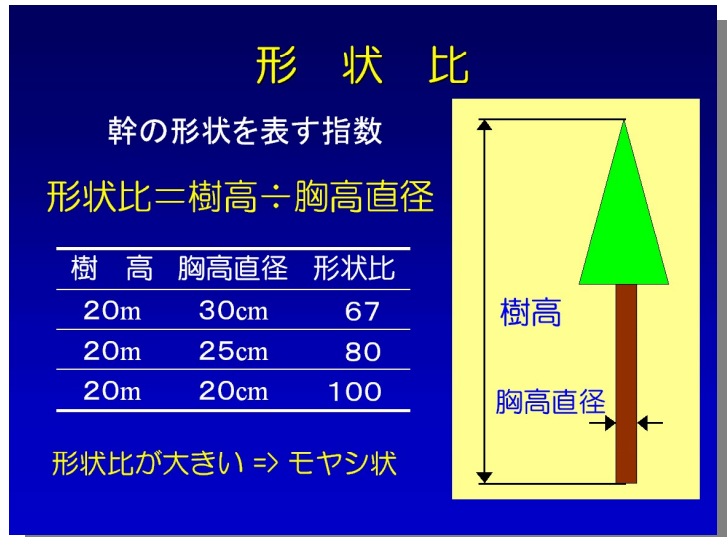 形 状 比
幹の形状を表す指数
形状比＝樹高÷胸高直径
樹 高 胸高直径 形状比
20m 30cm 67
20m 25cm 80
20m 20cm 100
形状比が大きい => モヤシ状
樹高
胸高直径